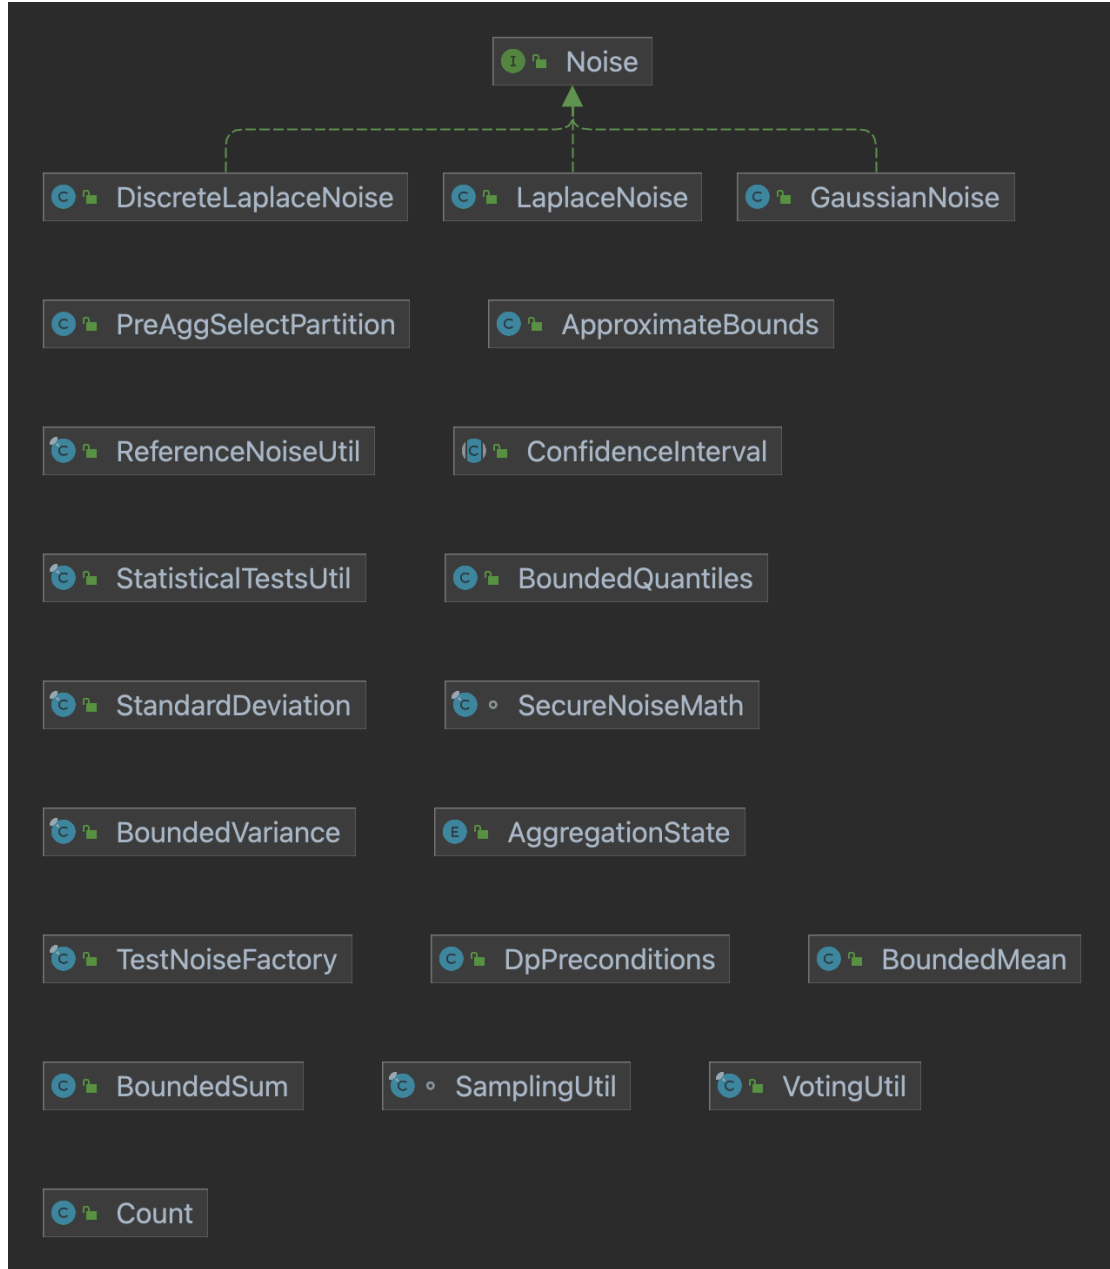 I Noise
C DiscreteLaplaceNoise C LaplaceNoise C GaussianNoise
C PreAggSelectPartition C ApproximateBounds
C ReferenceNoiseUtil C ConfidenceInterval
C StatisticalTestsUtil C BoundedQuantiles
C StandardDeviation C SecureNoiseMath
C BoundedVariance E AggregationState
C TestNoiseFactory C DpPreconditions C BoundedMean
C BoundedSum C SamplingUtil C VotingUtil
C Count